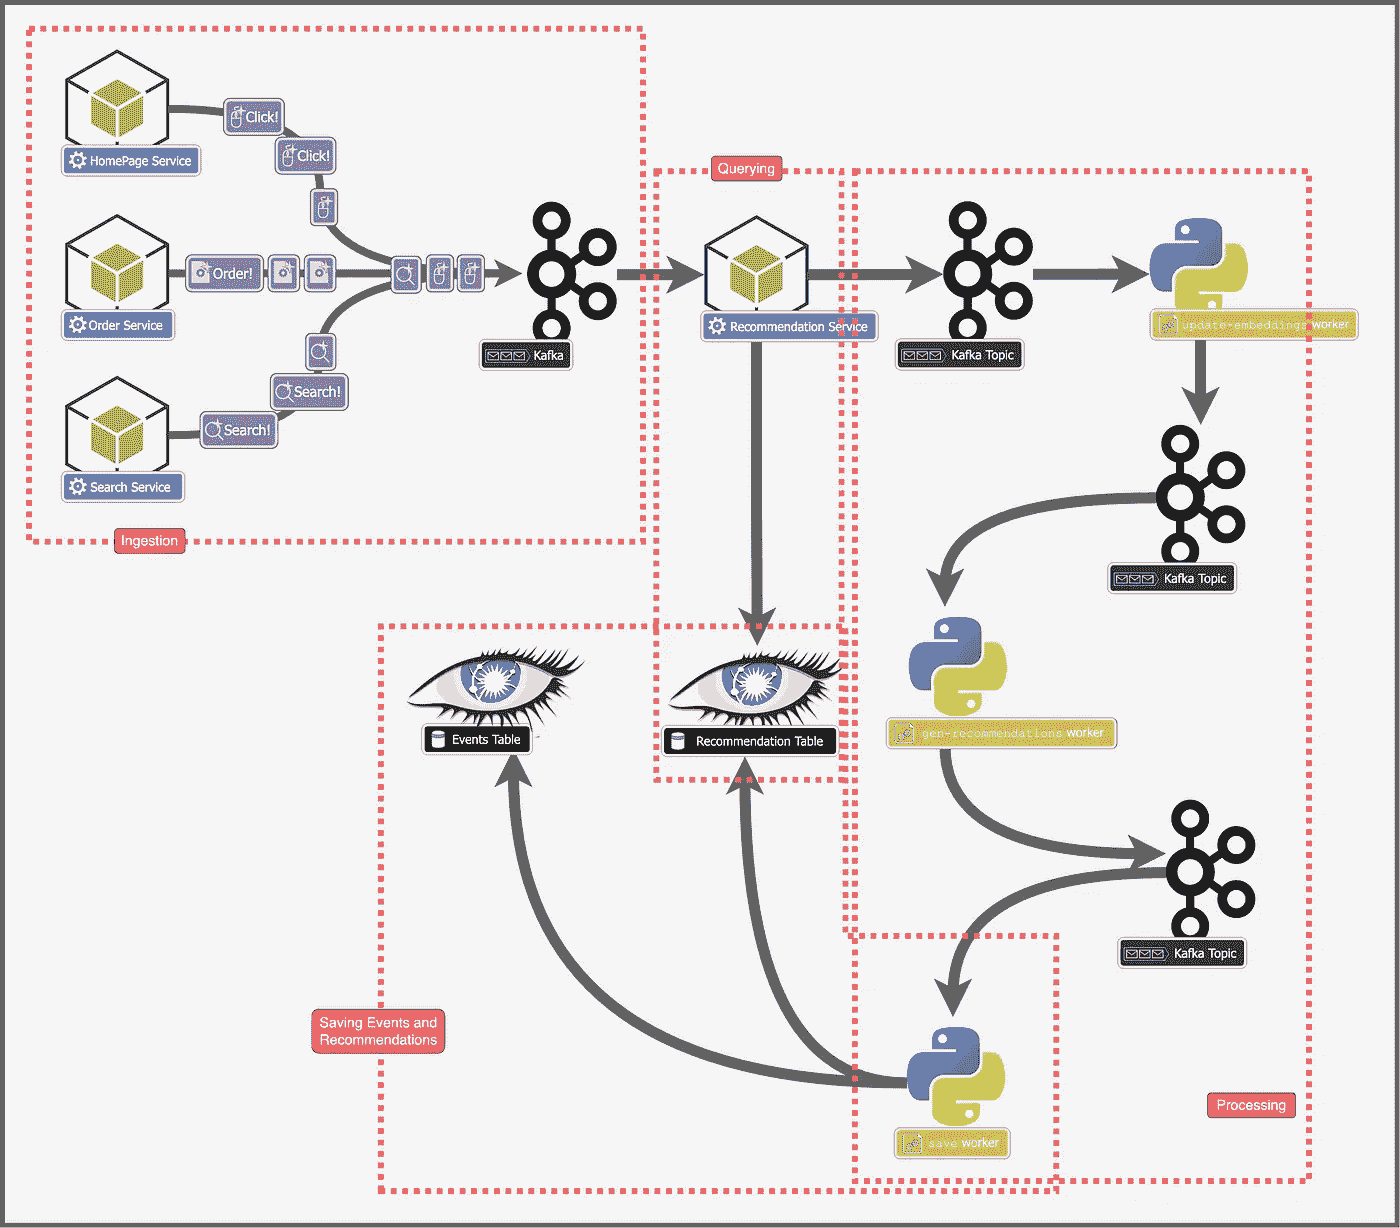 Click!
Click!
HomePage Service
Querying
Order!
Order Service
Recommendation Service
update-embeddings worker
Kafka
Kafka Topic
Search!
Search!
Search Service
Ingestion
Kafka Topic
Events Table
Recommendation Table
gen-recommendations worker
Kafka Topic
Saving Events and
Recommendations
Processing
save worker